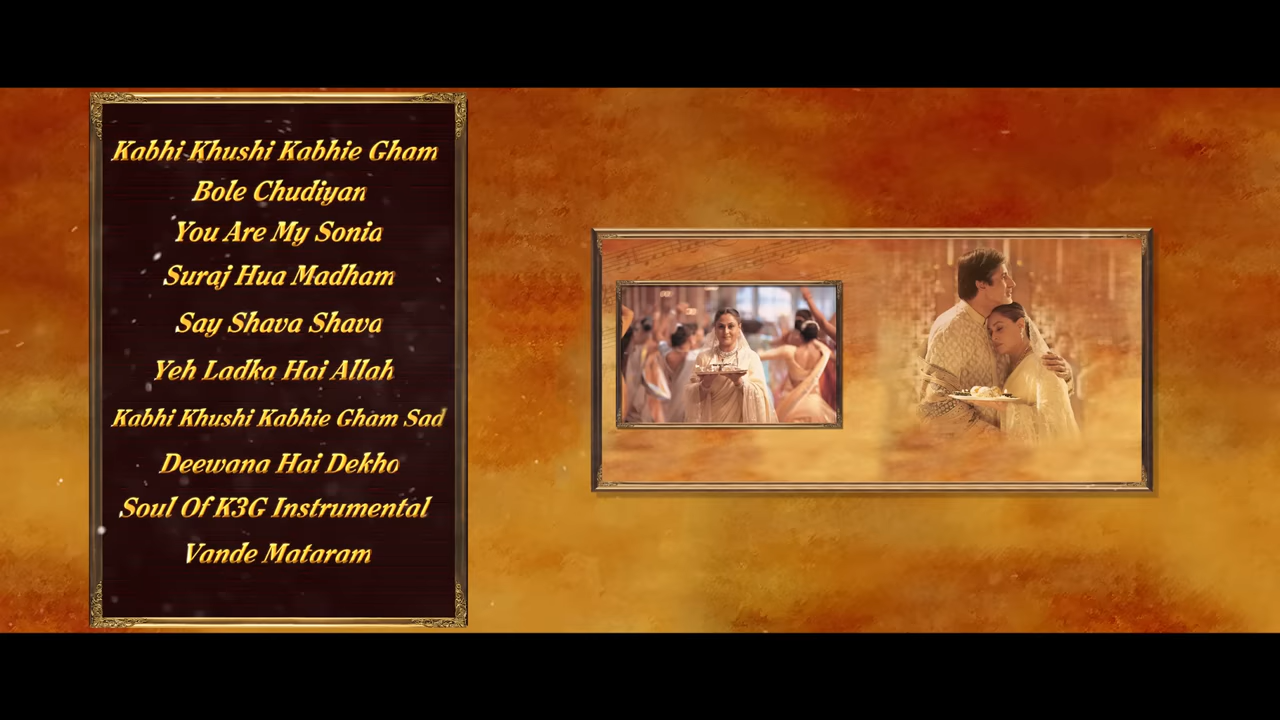 Kabhi Khushi Kabhie Gham
Bole Chudiyan
You Are My Sonia
Suraj Hua Madham
Say Shava Shava
Yeh Ladka Hai Allah
Kabhi Khushi Kabhie Gham Sad
Deewana Hai Dekho
Soul Of K3G Instrumental
Vande Mataram